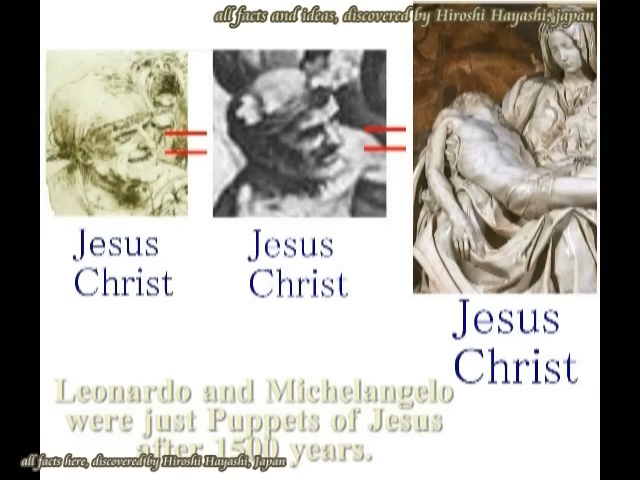 all facts and ideas, discovered by Hiroshi Hayashi, japan
Jesus
Christ
Jesus
Christ
Jesus
Christ
Leonardo and Michelangelo
were just Puppets of Jesus
after 1500 years.
all facts here, discovered by Hiroshi Hayashi, Japan